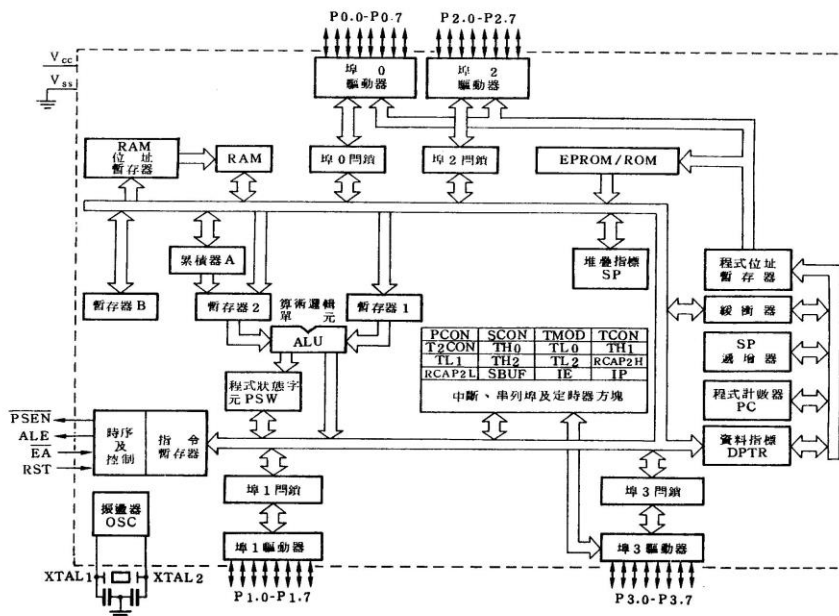 P0.0-P0.7
P2.0-P2.7
Vcc
Vss
埠 0
驅動器
埠 2
驅動器
RAM
位址
暫存器
RAM
埠0閂鎖
埠2閂鎖
EPROM/ROM
累積器A
堆疊指標
SP
程式位址
暫存器
暫存器B
暫存器2
算術邏輯
單 元
暫存器1
緩衝器
ALU
PCON SCON TMOD TCON
T2CON TH0 TL0 TH1
TL1 TH2 TL2 RCAP2H
RCAP2L SBUF IE IP
中斷、串列埠及定時器方塊
SP
遞增器
程式狀態字
元PSW
程式計數器
PC
PSEN
ALE
EA
RST
時序
及
控制
指令
暫存器
資料指標
DPTR
埠1閂鎖
埠3閂鎖
振盪器
OSC
埠1驅動器
埠3驅動器
XTAL1
XTAL2
P1.0-P1.7
P3.0-P3.7